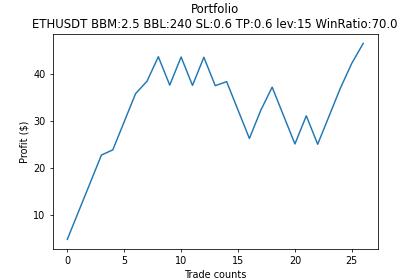 Portfolio
ETHUSDT BBM:2.5 BBL:240 SL:0.6 TP:0.6 lev:15 WinRatio:70.0
Profit ($)
40
30
20
10
0
5
10
15
20
25
Trade counts